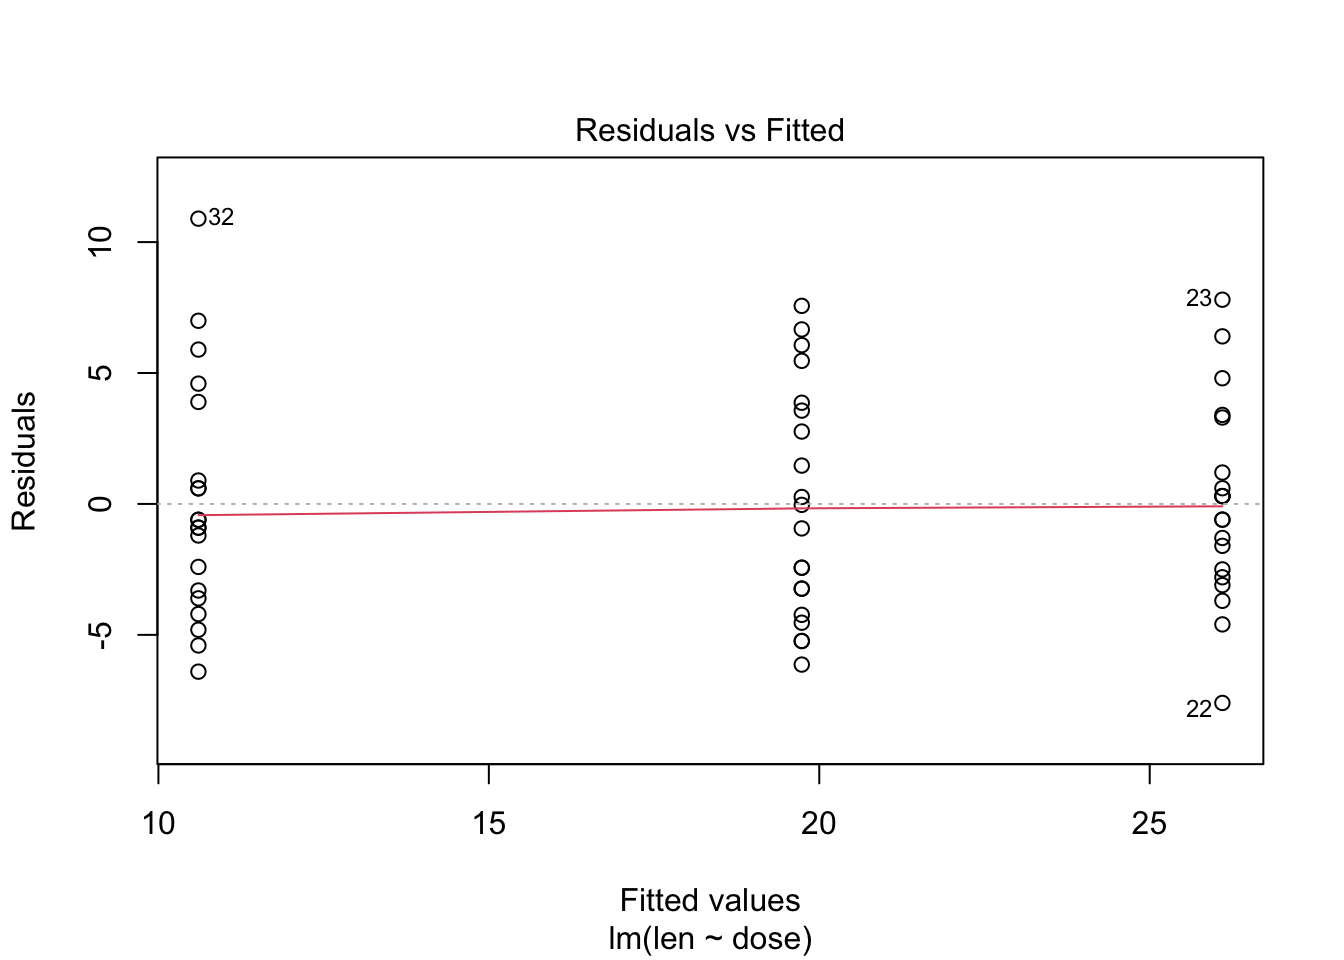 Residuals vs Fitted
Residuals
10
5
0
-5
32
23
22
10 15 20 25
Fitted values
lm(len ~ dose)